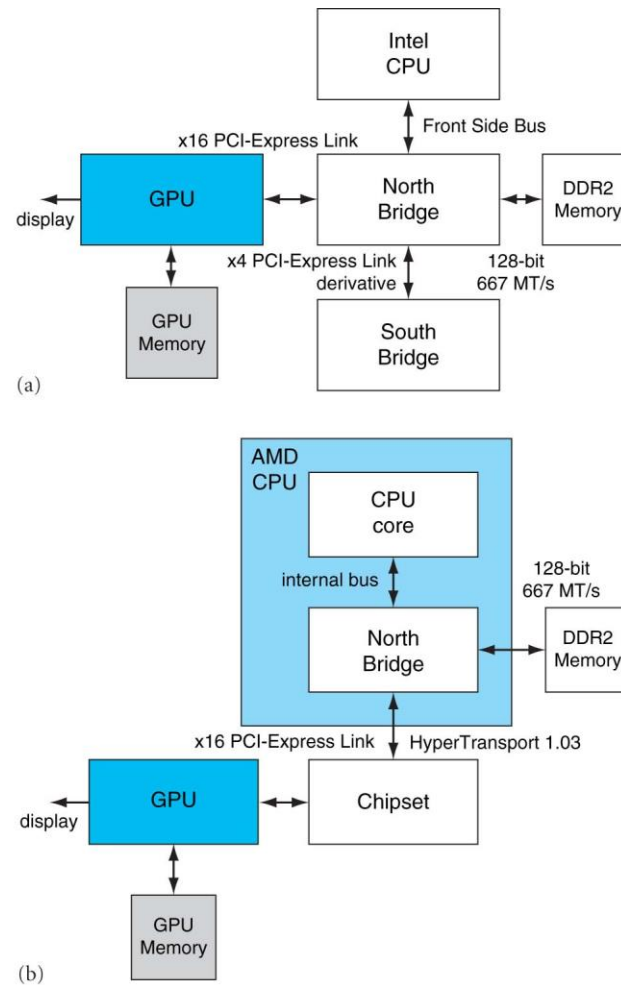 Intel
CPU
Front Side Bus
x16 PCI-Express Link
GPU
North
Bridge
DDR2
Memory
display
x4 PCI-Express Link
derivative
128-bit
667 MT/s
GPU
Memory
South
Bridge
(a)
AMD
CPU
CPU
core
internal bus
128-bit
667 MT/s
North
Bridge
DDR2
Memory
x16 PCI-Express Link
HyperTransport 1.03
GPU
Chipset
display
GPU
Memory
(b)